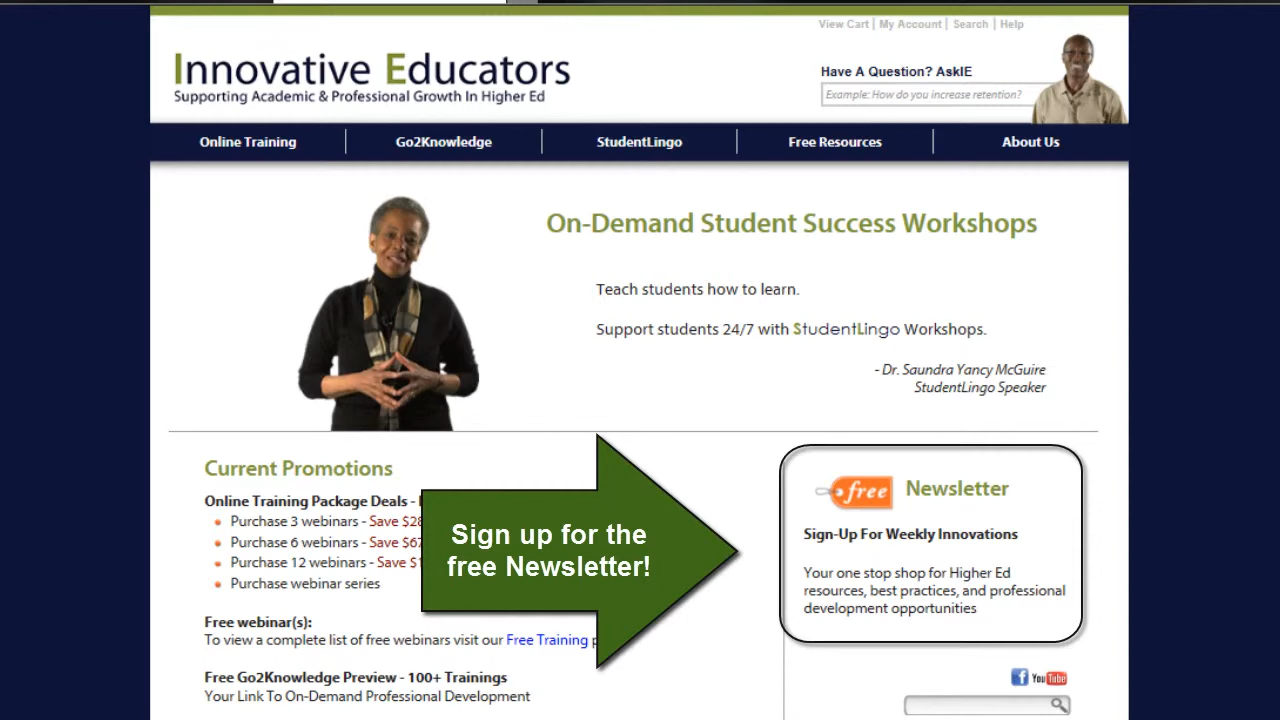 View Cart | My Account | Search | Help
Innovative Educators
Supporting Academic & Professional Growth In Higher Ed
Have A Question? AskIE
Example: How do you increase retention?
Online Training
Go2Knowledge
StudentLingo
Free Resources
About Us
On-Demand Student Success Workshops
Teach students how to learn.
Support students 24/7 with StudentLingo Workshops.
- Dr. Saundra Yancy McGuire
StudentLingo Speaker
Current Promotions
Online Training Package Deals -
Purchase 3 webinars - Save
Purchase 6 webinars - Save
Purchase 12 webinars - Save
Purchase webinar series
Free webinar(s):
To view a complete list of free webinars visit our Free Training
Free Go2Knowledge Preview - 100+ Trainings
Your Link To On-Demand Professional Development
Sign up for the
free Newsletter!
free Newsletter
Sign-Up For Weekly Innovations
Your one stop shop for Higher Ed
resources, best practices, and professional
development opportunities
f YouTube